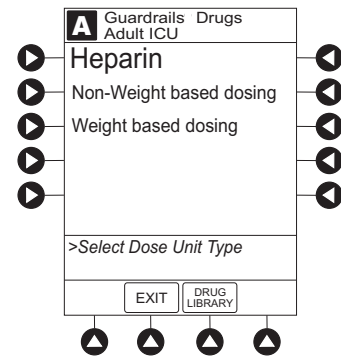 A Guardrails Drugs
Adult ICU
Heparin
Non-Weight based dosing
Weight based dosing
>Select Dose Unit Type
EXIT
DRUG
LIBRARY